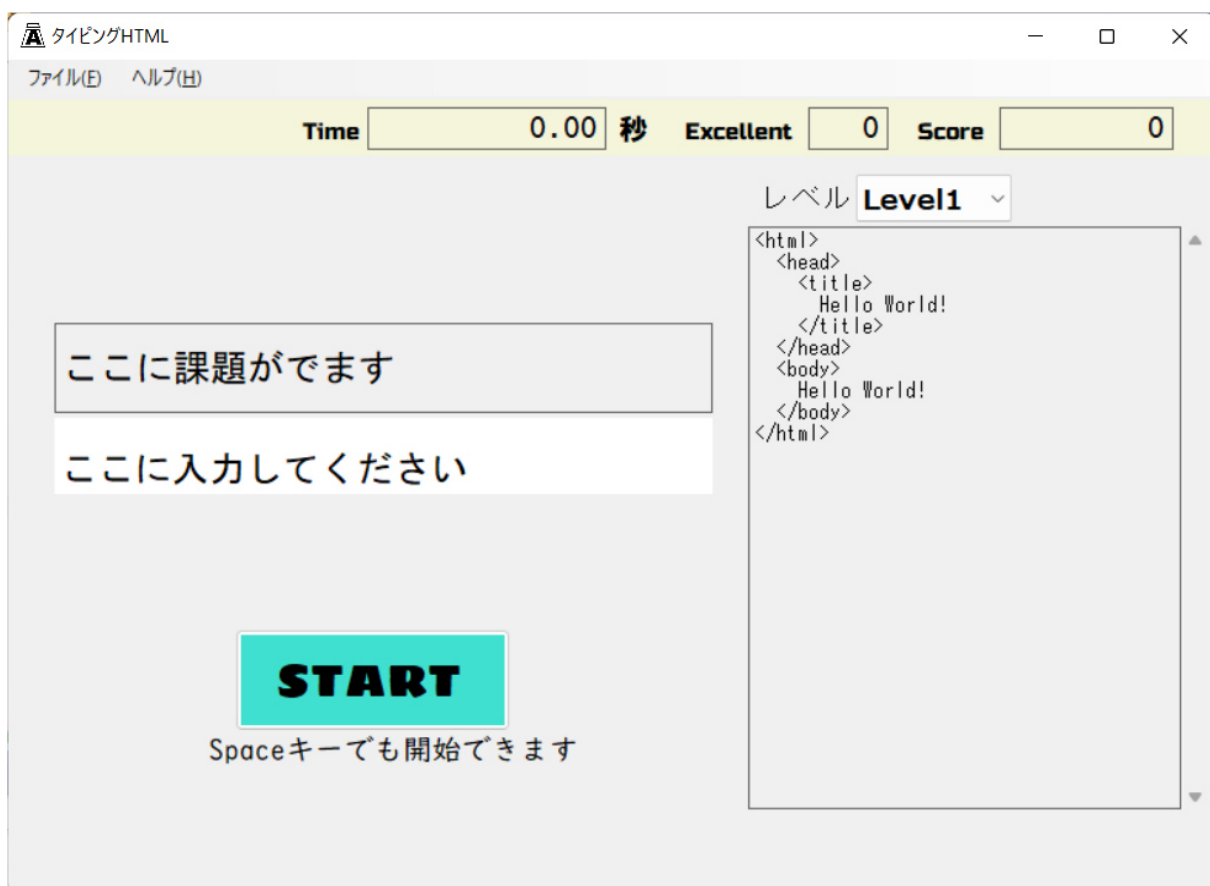 タイピングHTML
ファイル(F) ヘルプ(H)
Time 0.00 秒 Excellent 0 Score 0
レベル Level1
<html>
  <head>
    <title>
      Hello World!
    </title>
  </head>
  <body>
    Hello World!
  </body>
</html>
ここに課題がでます
ここに入力してください
START
Spaceキーでも開始できます